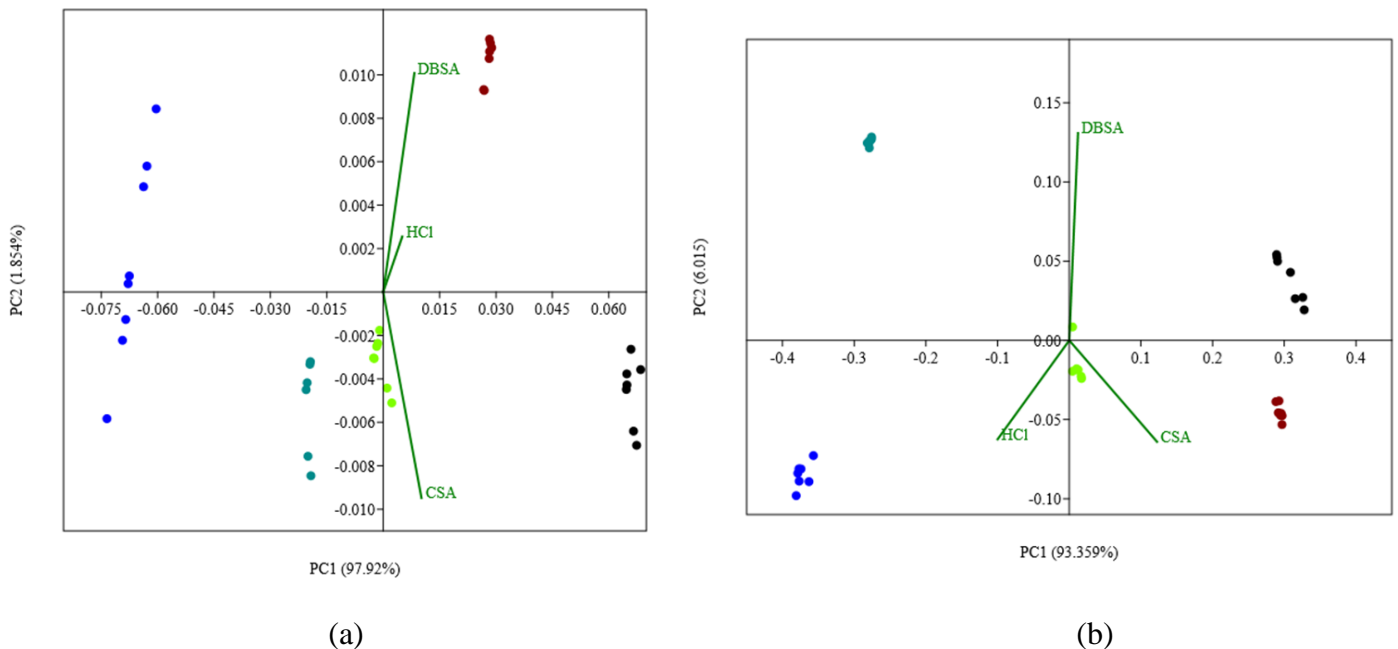 DBSA
HCl
CSA
0.010
0.008
0.006
0.004
0.002
-0.002
-0.004
-0.006
-0.008
-0.010
-0.075 -0.060 -0.045 -0.030 -0.015 0.015 0.030 0.045 0.060
PC2 (1.854%)
PC1 (97.92%)
(a)
DBSA
HCl
CSA
0.15
0.10
0.05
0.00
-0.05
-0.10
-0.4 -0.3 -0.2 -0.1 0.1 0.2 0.3 0.4
PC2 (6.015)
PC1 (93.359%)
(b)